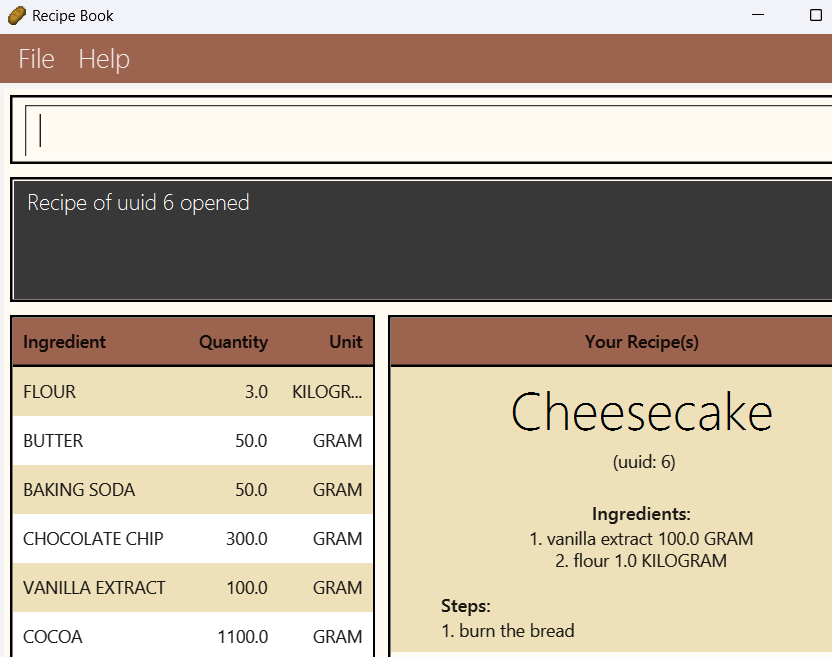 Recipe Book
File Help
Recipe of uuid 6 opened
Ingredient Quantity Unit
FLOUR 3.0 KILOGR...
BUTTER 50.0 GRAM
BAKING SODA 50.0 GRAM
CHOCOLATE CHIP 300.0 GRAM
VANILLA EXTRACT 100.0 GRAM
COCOA 1100.0 GRAM
Your Recipe(s)
Cheesecake
(uuid: 6)
Ingredients:
1. vanilla extract 100.0 GRAM
2. flour 1.0 KILOGRAM
Steps:
1. burn the bread